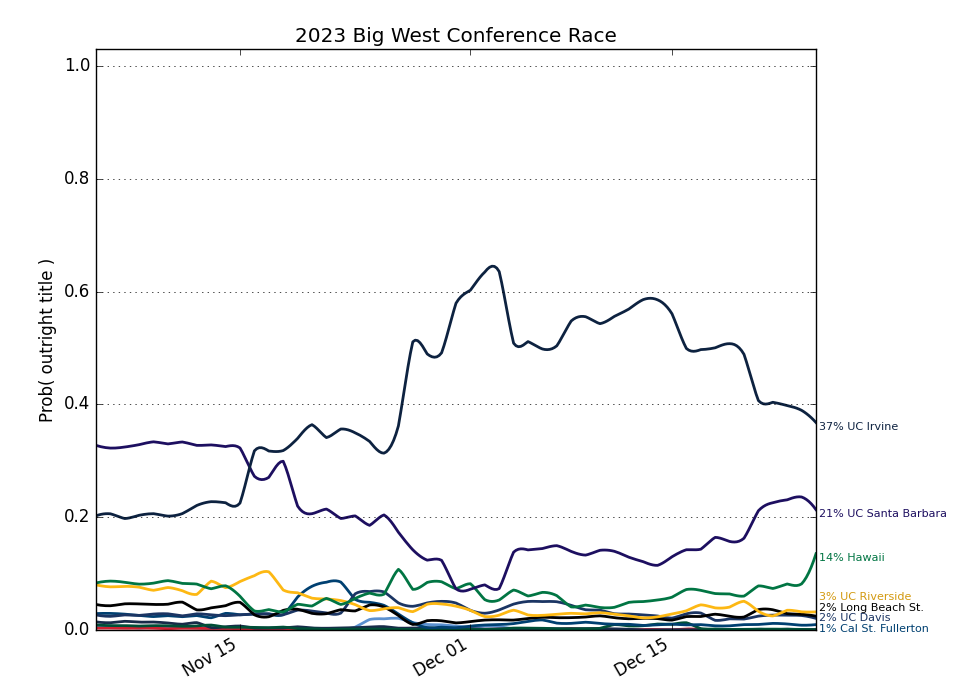 2023 Big West Conference Race
Prob( outright title )
1.0
0.8
0.6
0.4
0.2
0.0
Nov 15
Dec 01
Dec 15
37% UC Irvine
21% UC Santa Barbara
14% Hawaii
3% UC Riverside
2% Long Beach St.
2% UC Davis
1% Cal St. Fullerton